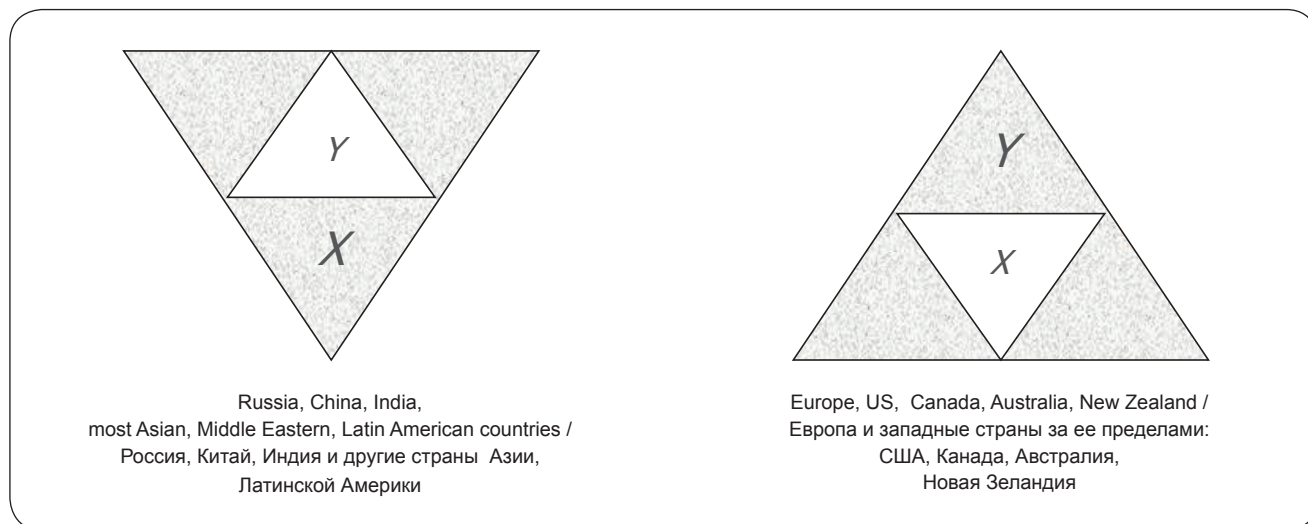 Y
X
Russia, China, India,
most Asian, Middle Eastern, Latin American countries /
Россия, Китай, Индия и другие страны Азии,
Латинской Америки
Y
X
Europe, US, Canada, Australia, New Zealand /
Европа и западные страны за ее пределами:
США, Канада, Австралия,
Новая Зеландия